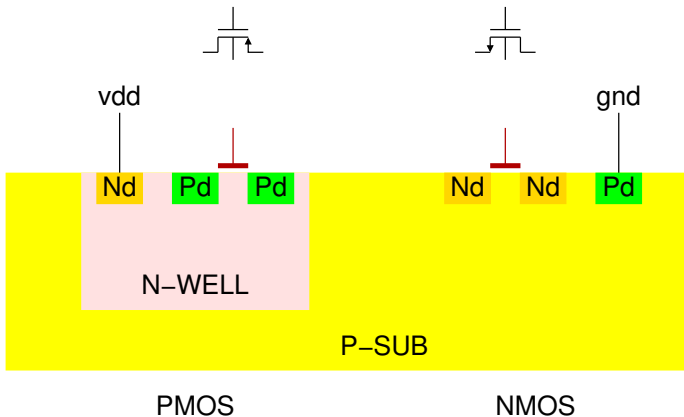 vdd
gnd
Nd Pd Pd Nd Nd Pd
N–WELL
P–SUB
PMOS NMOS